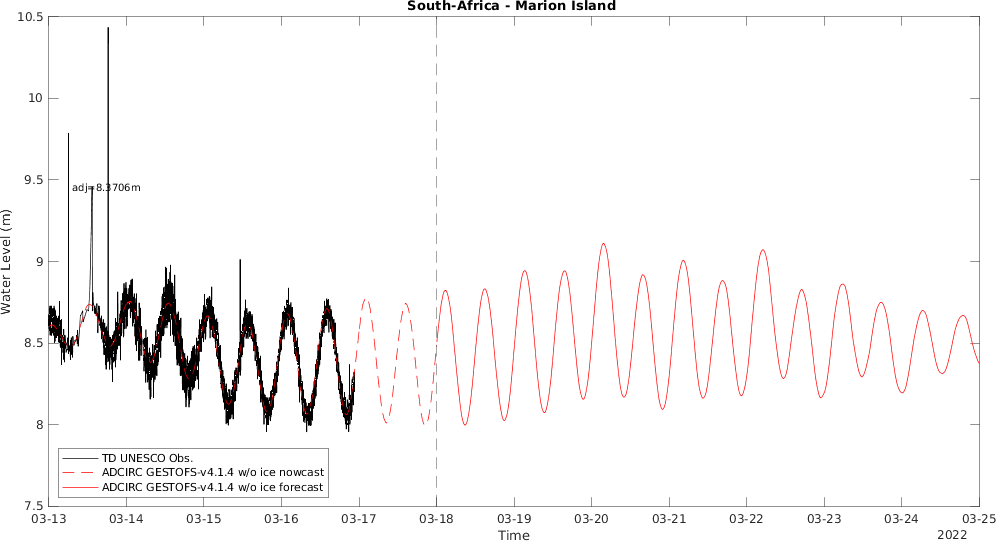 South-Africa - Marion Island
10.5
10
9.5
9
8.5
8
7.5
Water Level (m)
adj=8.3706m
TD UNESCO Obs.
ADCIRC GESTOFS-v4.1.4 w/o ice nowcast
ADCIRC GESTOFS-v4.1.4 w/o ice forecast
03-13 03-14 03-15 03-16 03-17 03-18 03-19 03-20 03-21 03-22 03-23 03-24 03-25
Time
2022